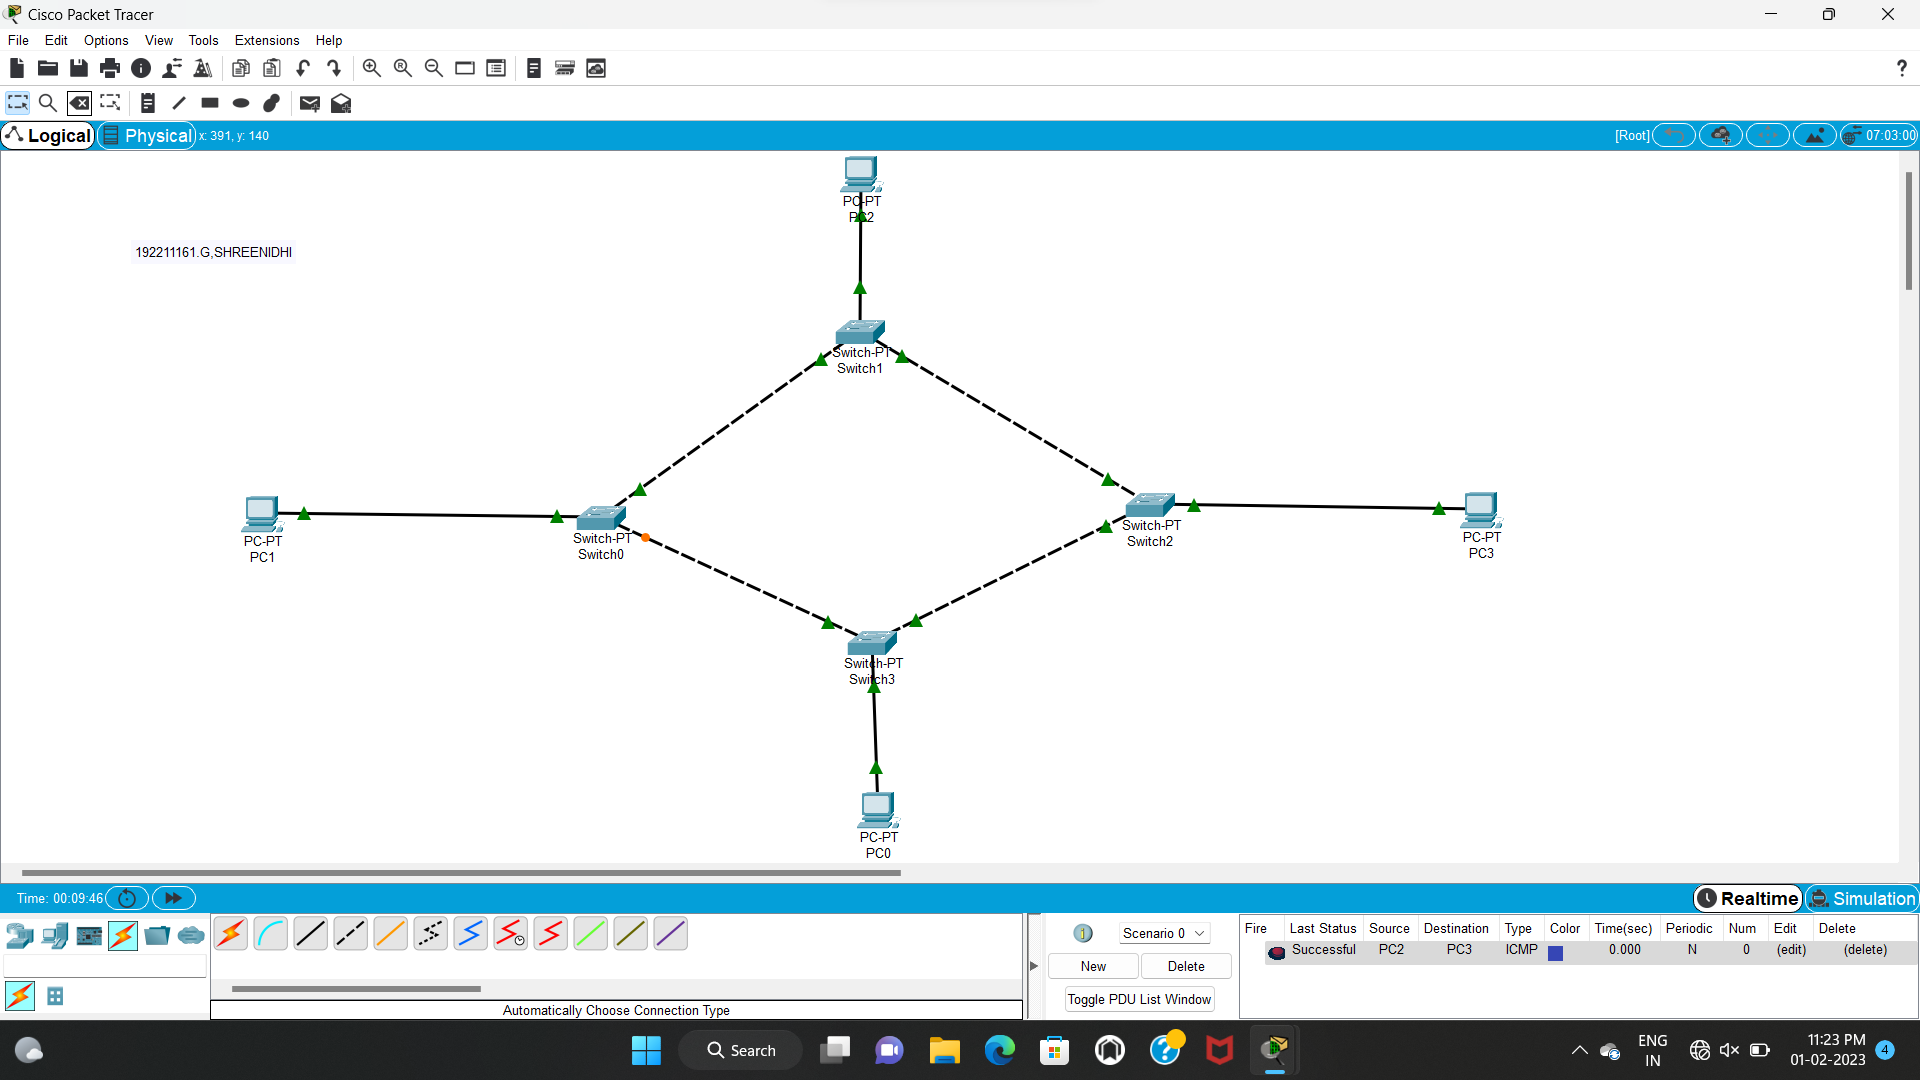 Cisco Packet Tracer
File Edit Options View Tools Extensions Help
Logical Physical x: 391, y: 140 [Root] 07:03:00
PC-PT
PC2
192211161.G,SHREENIDHI
Switch-PT
Switch1
PC-PT
PC1
Switch-PT
Switch0
Switch-PT
Switch2
PC-PT
PC3
Switch-PT
Switch3
PC-PT
PC0
Time: 00:09:46 Realtime Simulation
Scenario 0
New Delete
Toggle PDU List Window
Fire Last Status Source Destination Type Color Time(sec) Periodic Num Edit Delete
Successful PC2 PC3 ICMP 0.000 N 0 (edit) (delete)
Automatically Choose Connection Type
Search
ENG
IN
11:23 PM
01-02-2023
4